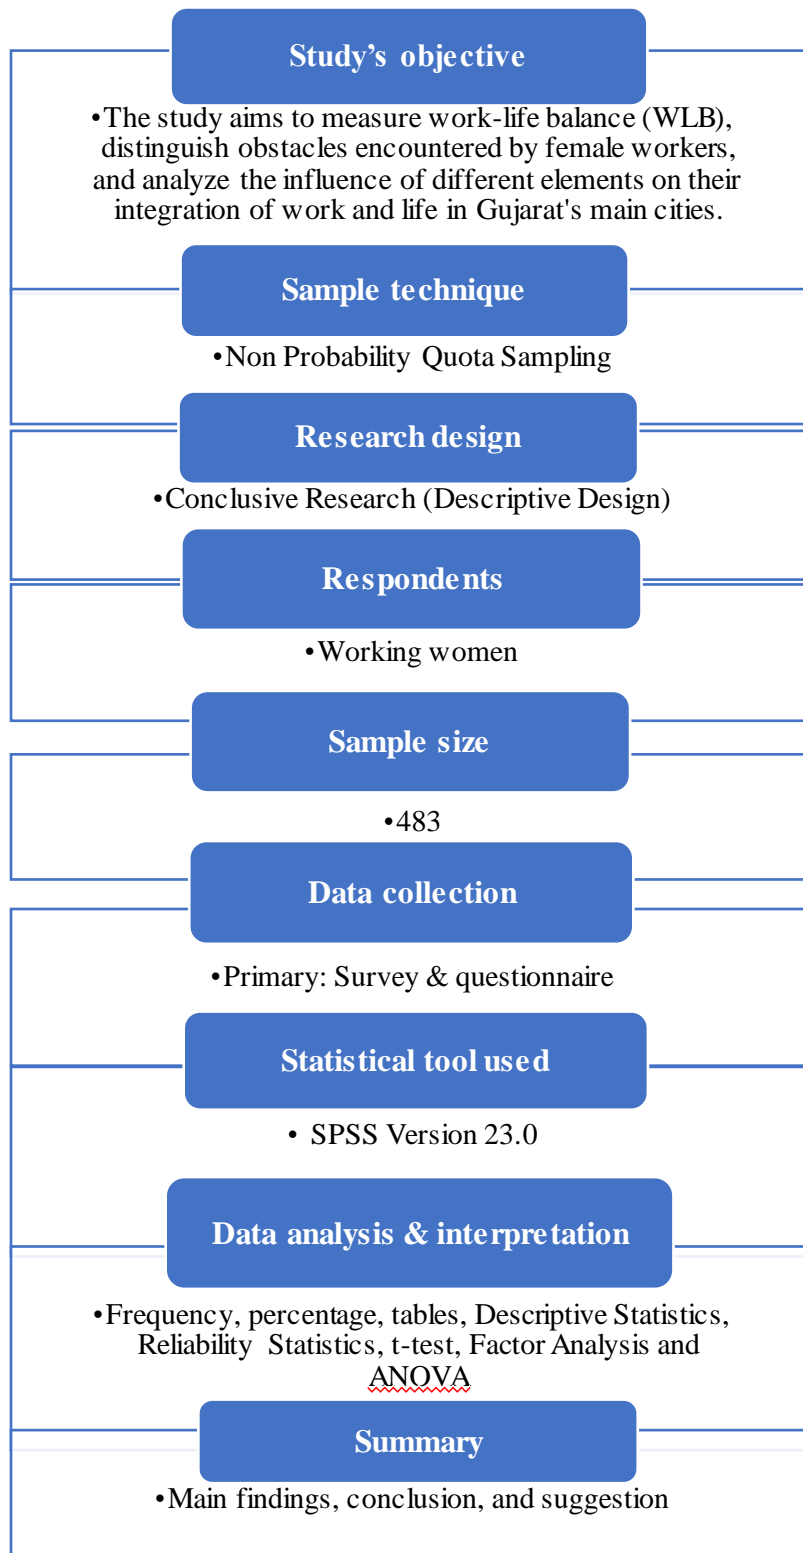 Study’s objective
•The study aims to measure work-life balance (WLB),
distinguish obstacles encountered by female workers,
and analyze the influence of different elements on their
integration of work and life in Gujarat's main cities.
Sample technique
•Non Probability Quota Sampling
Research design
•Conclusive Research (Descriptive Design)
Respondents
•Working women
Sample size
•483
Data collection
•Primary: Survey & questionnaire
Statistical tool used
• SPSS Version 23.0
Data analysis & interpretation
•Frequency, percentage, tables, Descriptive Statistics,
Reliability Statistics, t-test, Factor Analysis and
ANOVA
Summary
•Main findings, conclusion, and suggestion